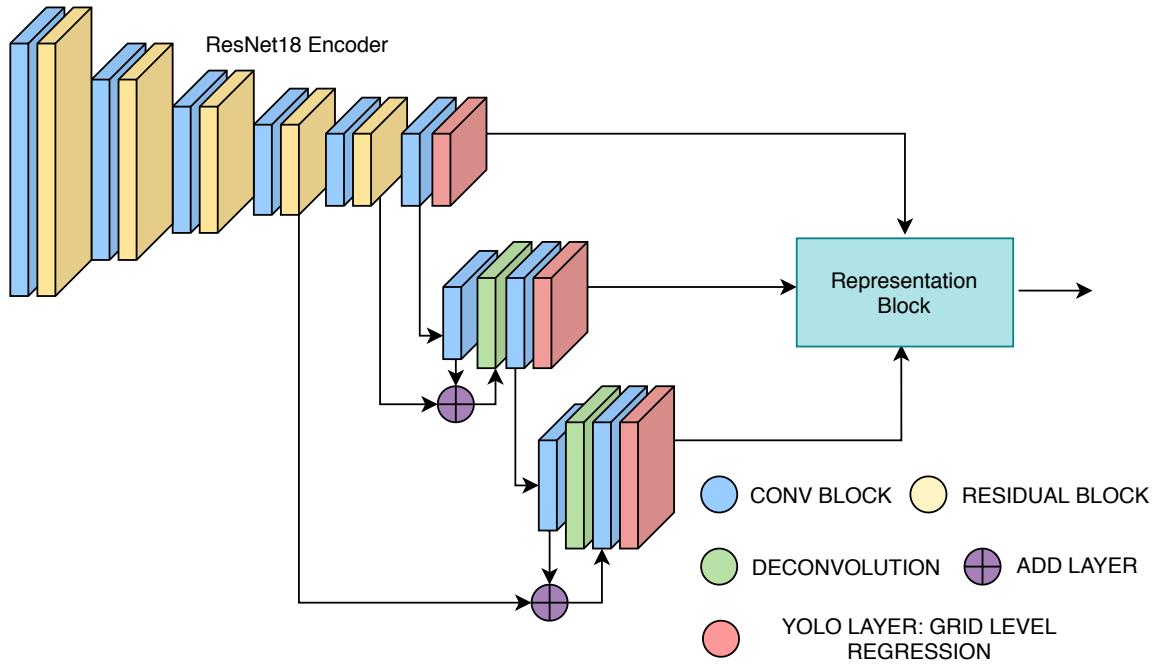 ResNet18 Encoder
Representation
Block
CONV BLOCK
RESIDUAL BLOCK
DECONVOLUTION
ADD LAYER
YOLO LAYER: GRID LEVEL
REGRESSION